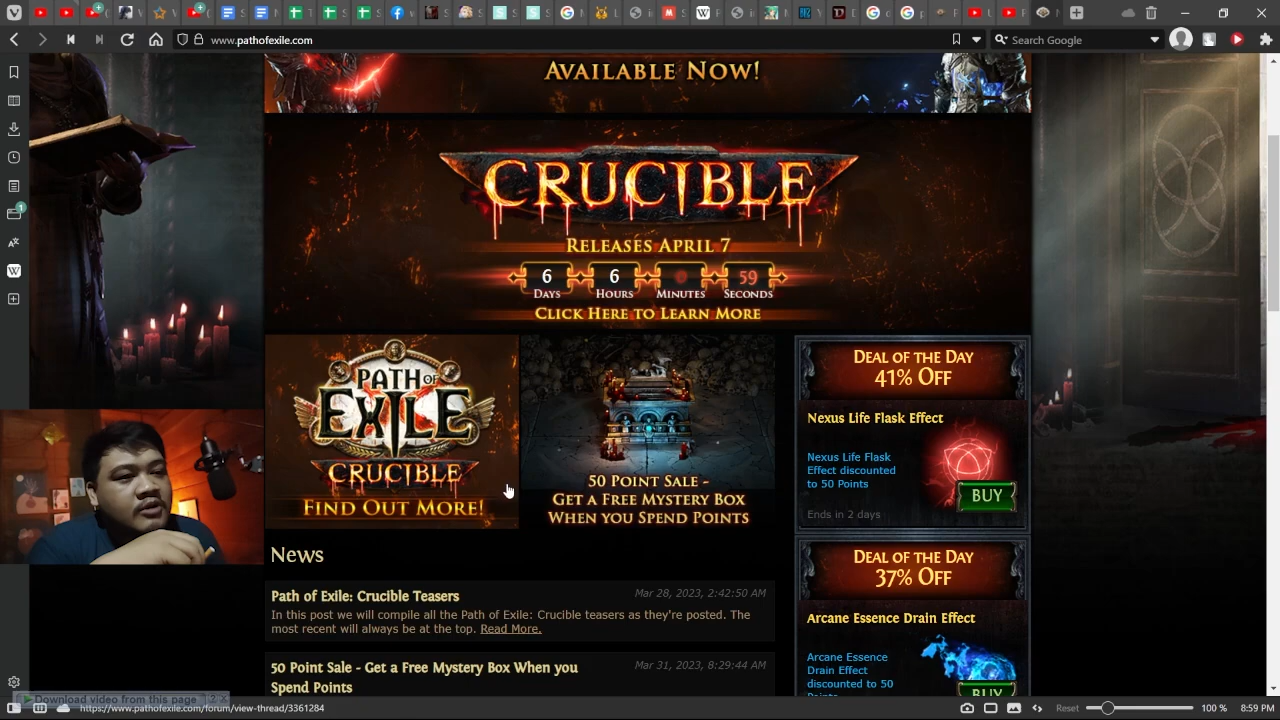 www.pathofexile.com
Search Google
AVAILABLE NOW!
CRUCIBLE
RELEASES APRIL 7
6 6 0 59
DAYS HOURS MINUTES SECONDS
CLICK HERE TO LEARN MORE
PATH OF
EXILE
CRUCIBLE
FIND OUT MORE!
50 POINT SALE -
GET A FREE MYSTERY BOX
WHEN YOU SPEND POINTS
DEAL OF THE DAY
41% OFF
Nexus Life Flask Effect
Nexus Life Flask
Effect discounted
to 50 Points
BUY
Ends in 2 days
DEAL OF THE DAY
37% OFF
Arcane Essence Drain Effect
Arcane Essence
Drain Effect
discounted to 50
Points
BUY
News
Path of Exile: Crucible Teasers
Mar 28, 2023, 2:42:50 AM
In this post we will compile all the Path of Exile: Crucible teasers as they're posted. The
most recent will always be at the top. Read More.
50 Point Sale - Get a Free Mystery Box When you
Spend Points
Mar 31, 2023, 8:29:44 AM
Download video from this page
https://www.pathofexile.com/forum/view-thread/3361284
Reset
100 %
8:59 PM